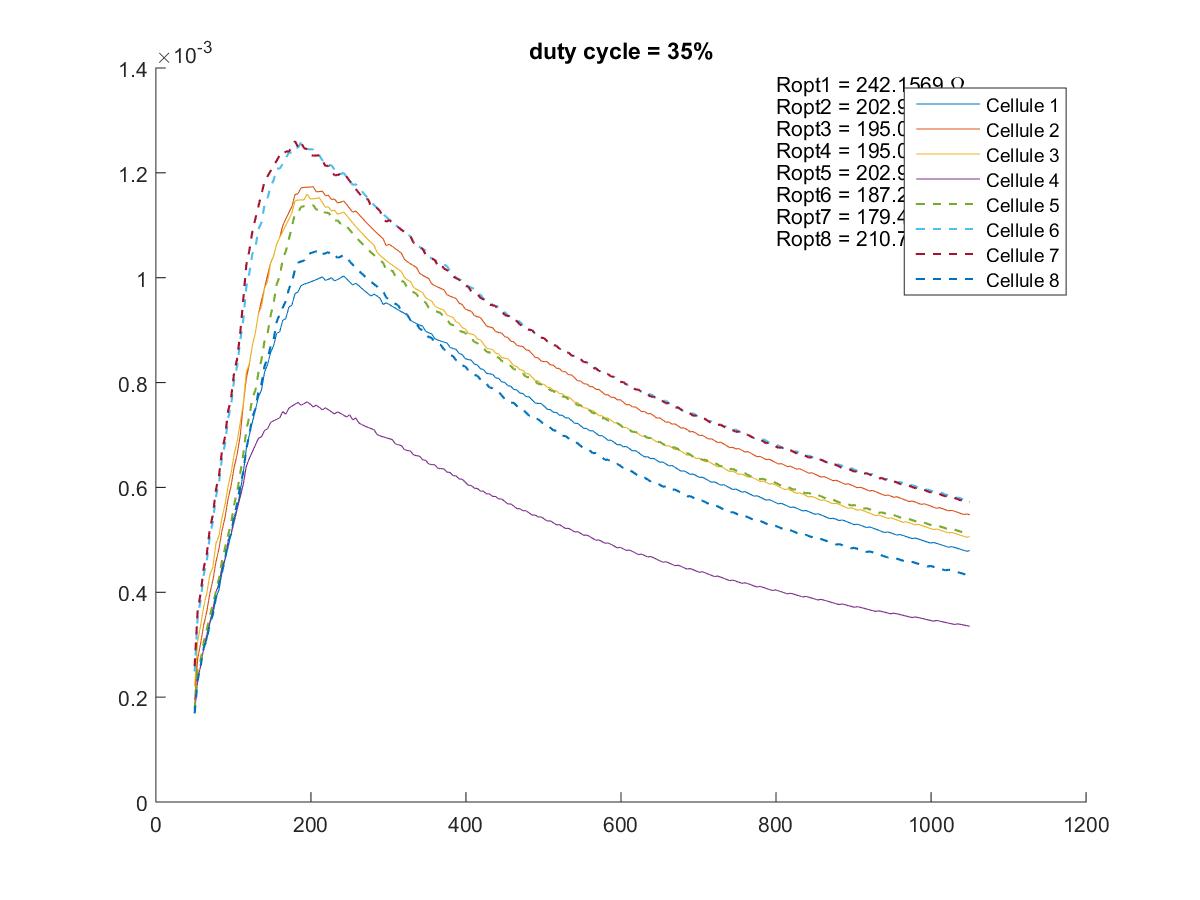 duty cycle = 35%
×10-3
1.4
1.2
1
0.8
0.6
0.4
0.2
0
0
200
400
600
800
1000
1200
Ropt1 = 242.1569 Ω
Ropt2 = 202.9
Ropt3 = 195.0
Ropt4 = 195.0
Ropt5 = 202.9
Ropt6 = 187.2
Ropt7 = 179.4
Ropt8 = 210.7
Cellule 1
Cellule 2
Cellule 3
Cellule 4
Cellule 5
Cellule 6
Cellule 7
Cellule 8